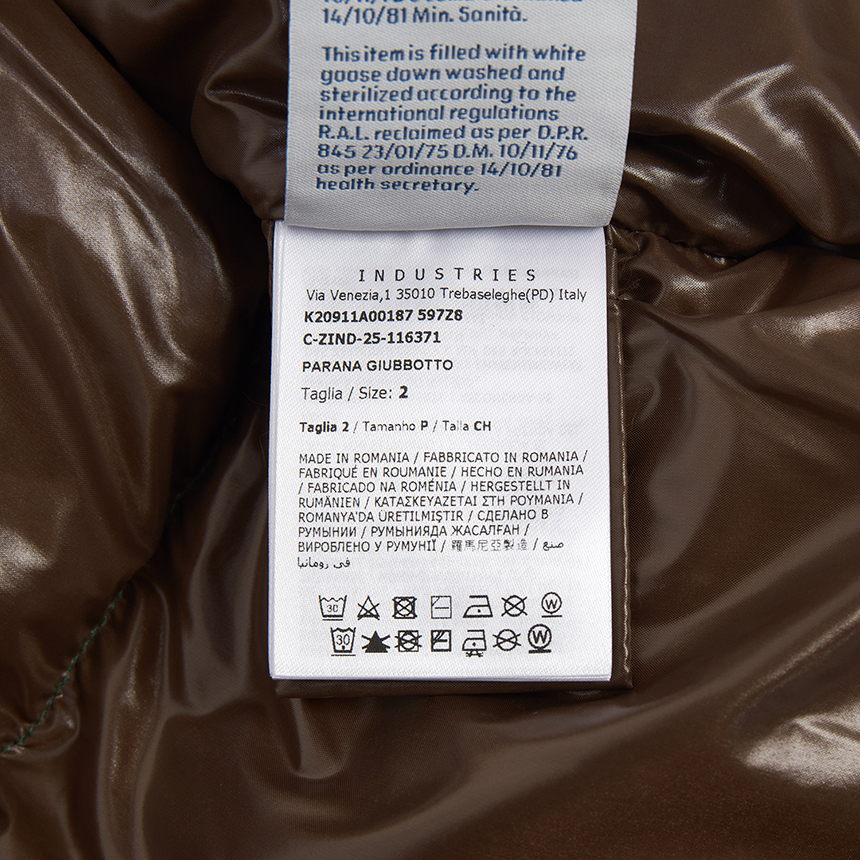 14/10/81 Min. Sanità.
This item is filled with white
goose down washed and
sterilized according to the
international regulations
R.A.L. reclaimed as per D.P.R.
845 23/01/75 D.M. 10/11/76
as per ordinance 14/10/81
health secretary.
INDUSTRIES
Via Venezia,1 35010 Trebaseleghe(PD) Italy
K20911A00187 597Z8
C-ZIND-25-116371
PARANA GIUBBOTTO
Taglia / Size: 2
Taglia 2 / Tamanho P / Talla CH
MADE IN ROMANIA / FABBRICATO IN ROMANIA /
FABRIQUÉ EN ROUMANIE / HECHO EN RUMANIA
/ FABRICADO NA ROMÉNIA / HERGESTELLT IN
RUMÄNIEN / ΚΑΤΑΣΚΕΥΑΖΕΤΑΙ ΣΤΗ ΡΟΥΜΑΝΙΑ /
ROMANYA'DA ÜRETILMIŞTIR / СДЕЛАНО В
РУМЫНИИ / РУМЫНИЯДА ЖАСАЛҒАН /
ВИРОБЛЕНО У РУМУНІЇ / 羅馬尼亞製造 / صنع
في رومانيا
30
W
30
W